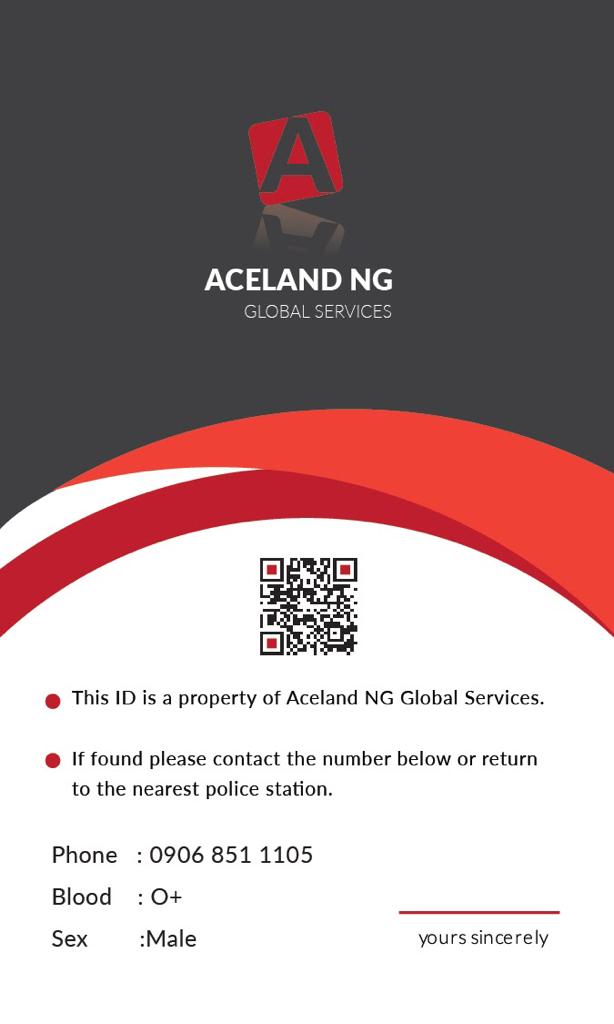 A
ACELAND NG
GLOBAL SERVICES
This ID is a property of Aceland NG Global Services.
If found please contact the number below or return
to the nearest police station.
Phone : 0906 851 1105
Blood : O+
Sex :Male
yours sincerely